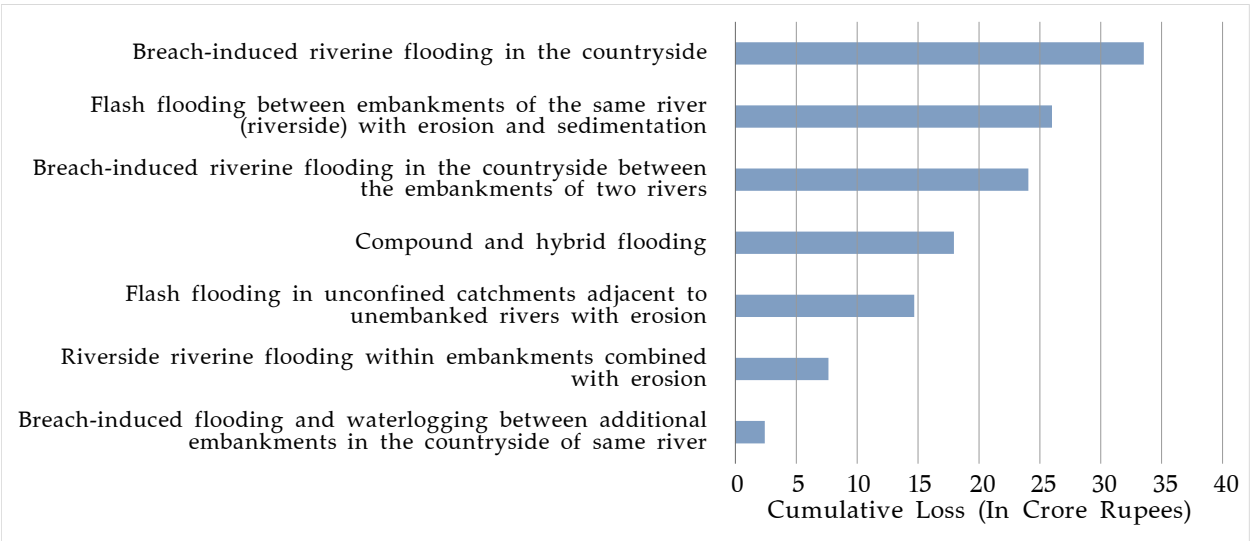 Breach-induced riverine flooding in the countryside
Flash flooding between embankments of the same river
(riverside) with erosion and sedimentation
Breach-induced riverine flooding in the countryside between
the embankments of two rivers
Compound and hybrid flooding
Flash flooding in unconfined catchments adjacent to
unembanked rivers with erosion
Riverside riverine flooding within embankments combined
with erosion
Breach-induced flooding and waterlogging between additional
embankments in the countryside of same river
0 5 10 15 20 25 30 35 40
Cumulative Loss (In Crore Rupees)